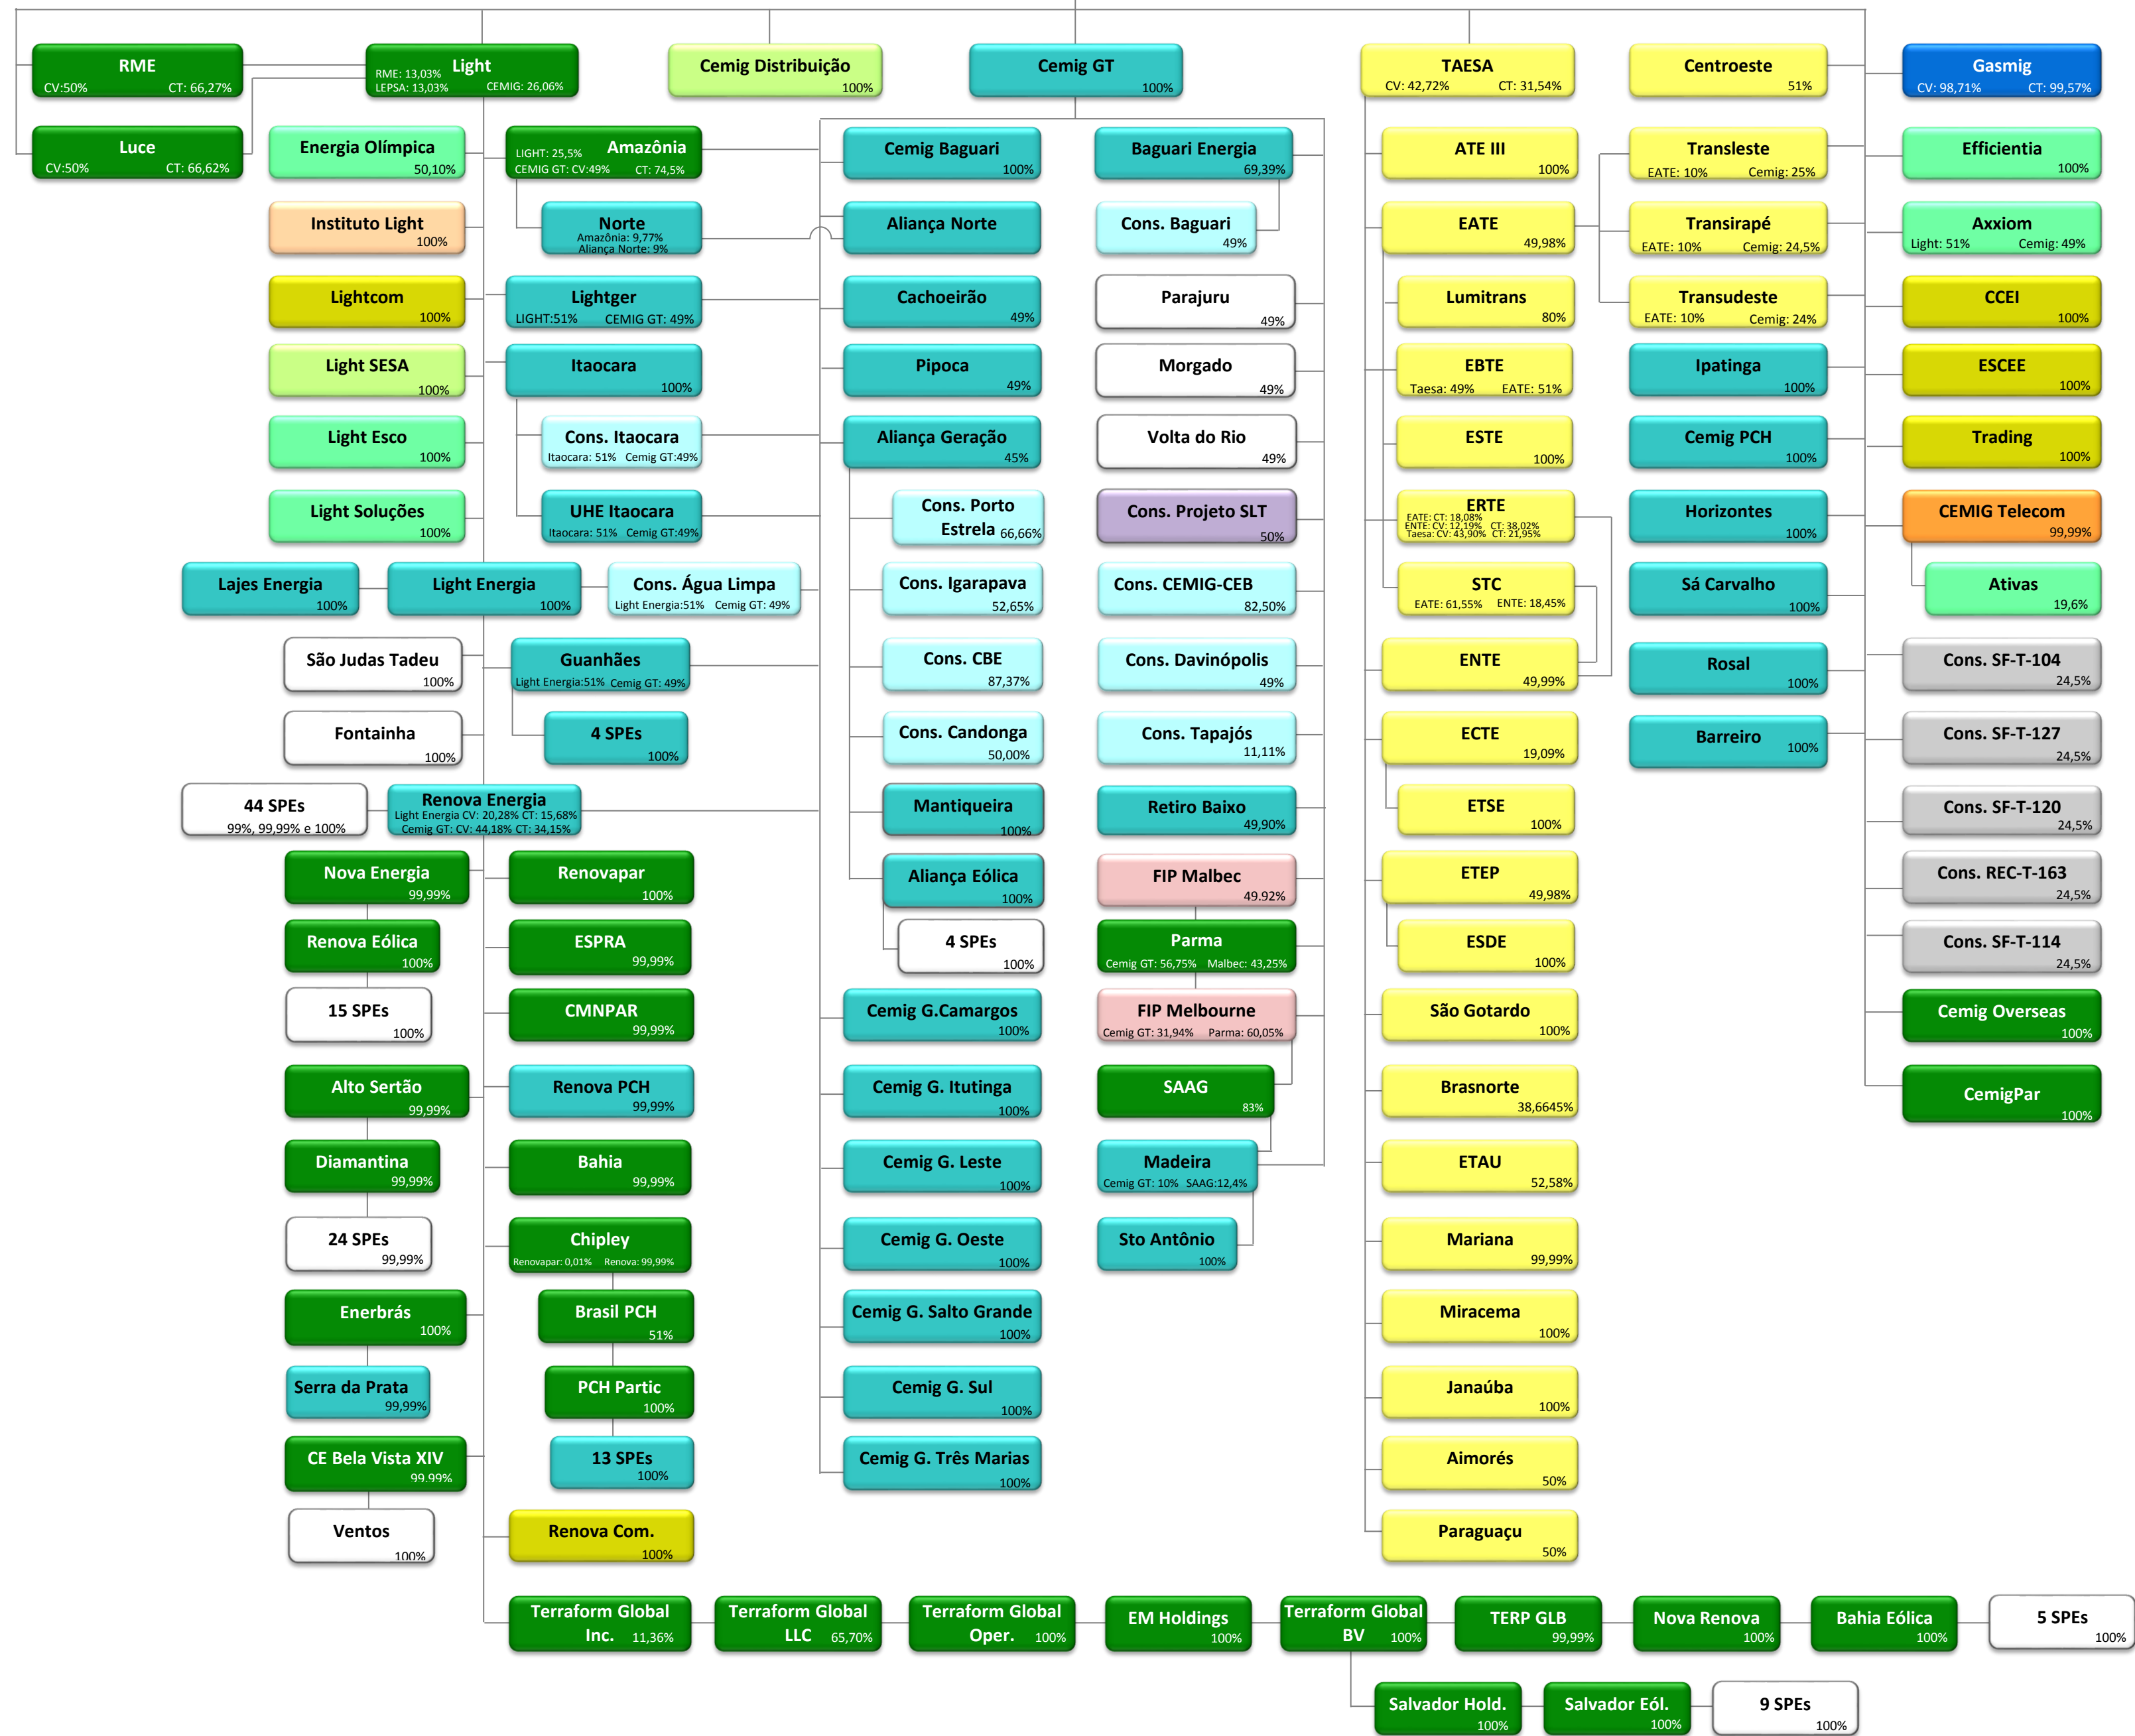 RME
CV:50% CT: 66,27%
Light
RME: 13,03%
LEPSA: 13,03% CEMIG: 26,06%
Cemig Distribuição
100%
Cemig GT
100%
TAESA
CV: 42,72% CT: 31,54%
Centroeste
51%
Gasmig
CV: 98,71% CT: 99,57%
Luce
CV:50% CT: 66,62%
Energia Olímpica
50,10%
Amazônia
LIGHT: 25,5%
CEMIG GT: CV:49% CT: 74,5%
Cemig Baguari
100%
Baguari Energia
69,39%
ATE III
100%
Transleste
EATE: 10% Cemig: 25%
Efficientia
100%
Instituto Light
100%
Norte
Amazônia: 9,77%
Aliança Norte: 9%
Aliança Norte
Cons. Baguari
49%
EATE
49,98%
Transirapé
EATE: 10% Cemig: 24,5%
Axxiom
Light: 51% Cemig: 49%
Lightcom
100%
Lightger
LIGHT:51% CEMIG GT: 49%
Cachoeirão
49%
Parajuru
49%
Lumitrans
80%
Transudeste
EATE: 10% Cemig: 24%
CCEI
100%
Light SESA
100%
Itaocara
100%
Pipoca
49%
Morgado
49%
EBTE
Taesa: 49% EATE: 51%
Ipatinga
100%
ESCEE
100%
Light Esco
100%
Cons. Itaocara
Itaocara: 51% Cemig GT:49%
Aliança Geração
45%
Volta do Rio
49%
ESTE
100%
Cemig PCH
100%
Trading
100%
Light Soluções
100%
UHE Itaocara
Itaocara: 51% Cemig GT:49%
Cons. Porto
Estrela 66,66%
Cons. Projeto SLT
50%
ERTE
EATE: CT: 18,08%
ENTE: CV: 12,19% CT: 38,02%
Taesa: CV: 43,90% CT: 21,95%
Horizontes
100%
CEMIG Telecom
99,99%
Lajes Energia
100%
Light Energia
100%
Cons. Água Limpa
Light Energia:51% Cemig GT: 49%
Cons. Igarapava
52,65%
Cons. CEMIG-CEB
82,50%
STC
EATE: 61,55% ENTE: 18,45%
Sá Carvalho
100%
Ativas
19,6%
São Judas Tadeu
100%
Guanhães
Light Energia:51% Cemig GT: 49%
Cons. CBE
87,37%
Cons. Davinópolis
49%
ENTE
49,99%
Rosal
100%
Cons. SF-T-104
24,5%
Fontainha
100%
4 SPEs
100%
Cons. Candonga
50,00%
Cons. Tapajós
11,11%
ECTE
19,09%
Barreiro
100%
Cons. SF-T-127
24,5%
44 SPEs
99%, 99,99% e 100%
Renova Energia
Light Energia CV: 20,28% CT: 15,68%
Cemig GT: CV: 44,18% CT: 34,15%
Mantiqueira
100%
Retiro Baixo
49,90%
ETSE
100%
Cons. SF-T-120
24,5%
Nova Energia
99,99%
Renovapar
100%
Aliança Eólica
100%
FIP Malbec
49.92%
ETEP
49,98%
Cons. REC-T-163
24,5%
Renova Eólica
100%
ESPRA
99,99%
4 SPEs
100%
Parma
Cemig GT: 56,75% Malbec: 43,25%
ESDE
100%
Cons. SF-T-114
24,5%
15 SPEs
100%
CMNPAR
99,99%
Cemig G.Camargos
100%
FIP Melbourne
Cemig GT: 31,94% Parma: 60,05%
São Gotardo
100%
Cemig Overseas
100%
Alto Sertão
99,99%
Renova PCH
99,99%
Cemig G. Itutinga
100%
SAAG
83%
Brasnorte
38,6645%
CemigPar
100%
Diamantina
99,99%
Bahia
99,99%
Cemig G. Leste
100%
Madeira
Cemig GT: 10% SAAG:12,4%
ETAU
52,58%
24 SPEs
99,99%
Chipley
Renovapar: 0,01% Renova: 99,99%
Cemig G. Oeste
100%
Sto Antônio
100%
Mariana
99,99%
Enerbrás
100%
Brasil PCH
51%
Cemig G. Salto Grande
100%
Miracema
100%
Serra da Prata
99,99%
PCH Partic
100%
Cemig G. Sul
100%
Janaúba
100%
CE Bela Vista XIV
99.99%
13 SPEs
100%
Cemig G. Três Marias
100%
Aimorés
50%
Ventos
100%
Renova Com.
100%
Paraguaçu
50%
Terraform Global
Inc. 11,36%
Terraform Global
LLC 65,70%
Terraform Global
Oper. 100%
EM Holdings
100%
Terraform Global
BV 100%
TERP GLB
99,99%
Nova Renova
100%
Bahia Eólica
100%
5 SPEs
100%
Salvador Hold.
100%
Salvador Eól.
100%
9 SPEs
100%